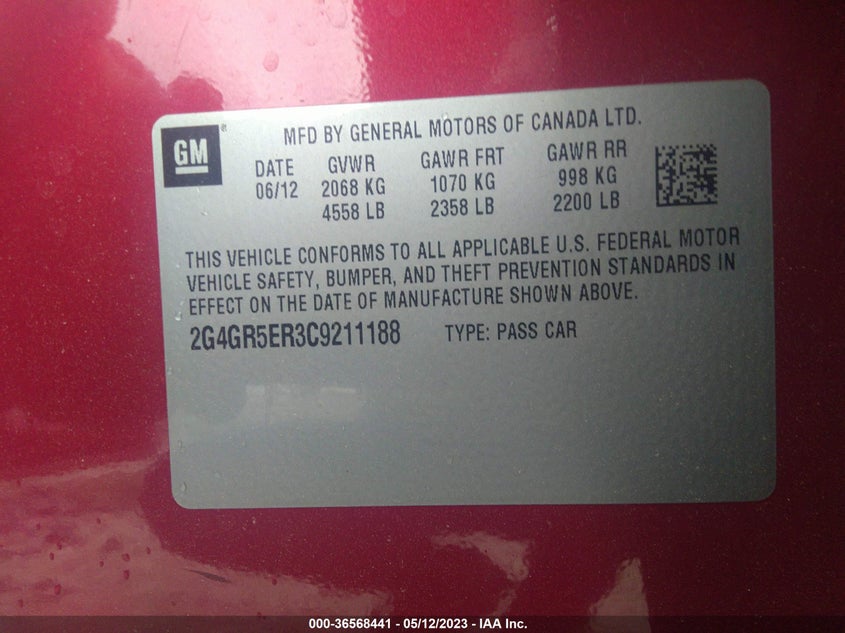 MFD BY GENERAL MOTORS OF CANADA LTD.
GM®
DATE GVWR GAWR FRT GAWR RR
06/12 2068 KG 1070 KG 998 KG
4558 LB 2358 LB 2200 LB
THIS VEHICLE CONFORMS TO ALL APPLICABLE U.S. FEDERAL MOTOR
VEHICLE SAFETY, BUMPER, AND THEFT PREVENTION STANDARDS IN
EFFECT ON THE DATE OF MANUFACTURE SHOWN ABOVE.
2G4GR5ER3C9211188 TYPE: PASS CAR
000-36568441 - 05/12/2023 - IAA Inc.